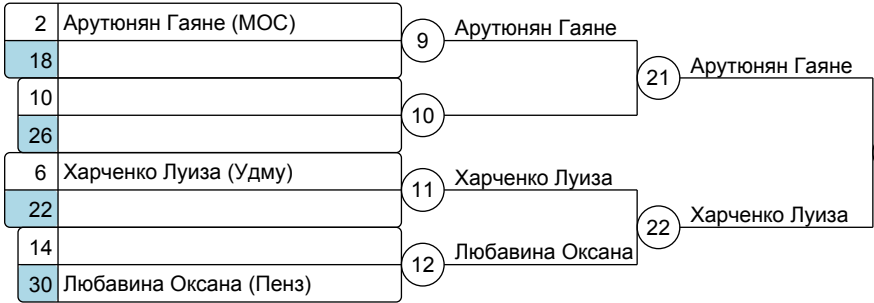 2 Арутюнян Гаяне (МОС)
18
10
26
6 Харченко Луиза (Удму)
22
14
30 Любавина Оксана (Пенз)
9 Арутюнян Гаяне
10
11 Харченко Луиза
12 Любавина Оксана
21 Арутюнян Гаяне
22 Харченко Луиза